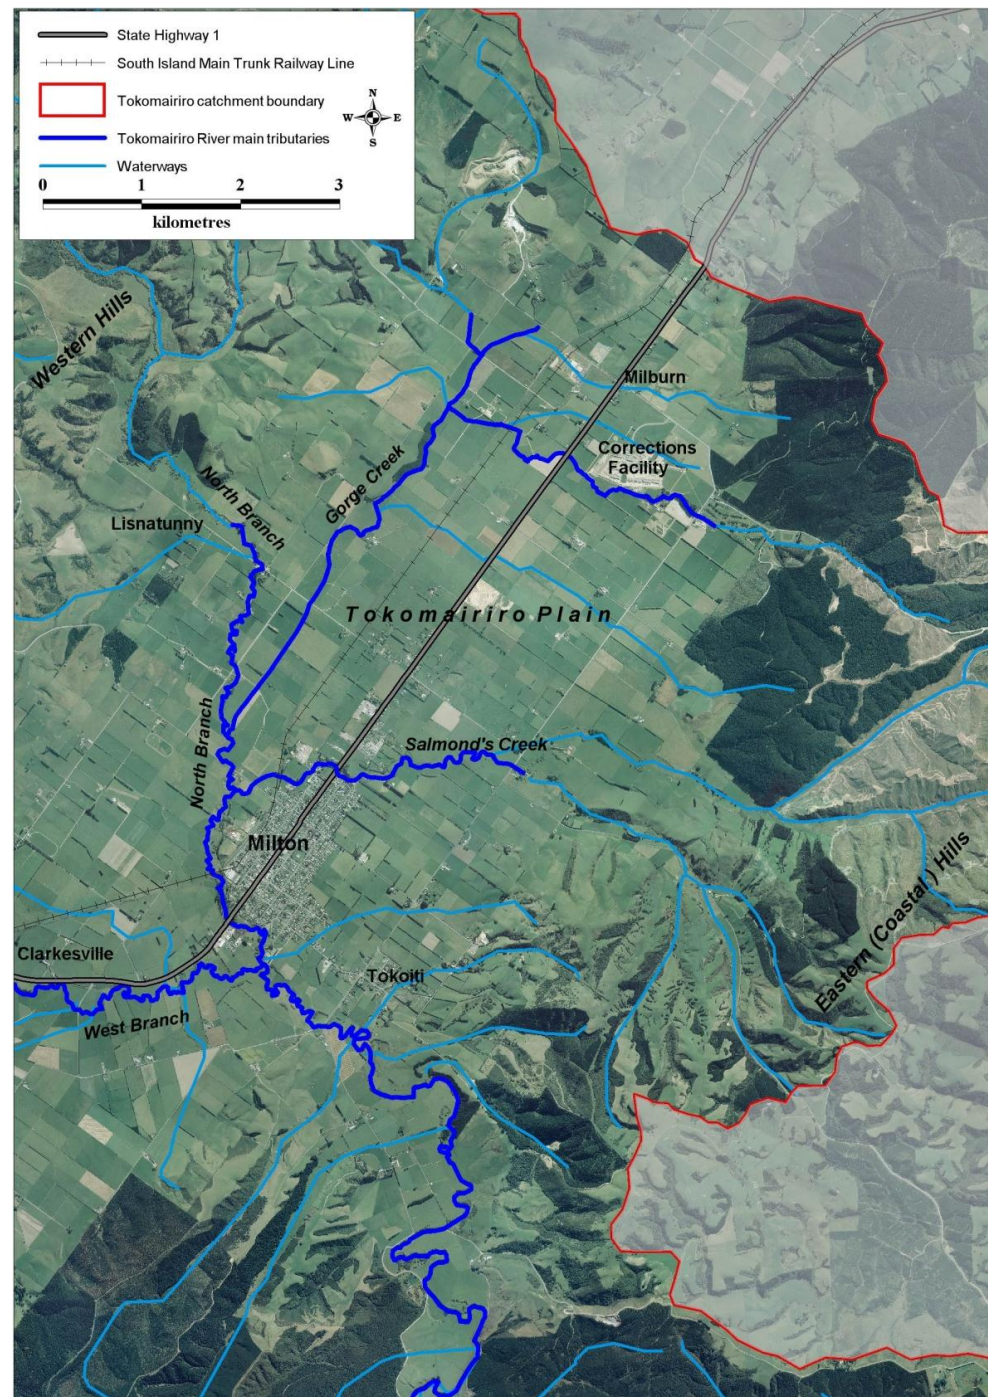 State Highway 1
South Island Main Trunk Railway Line
Tokomairiro catchment boundary
Tokomairiro River main tributaries
Waterways
N
W E
S
0 1 2 3
kilometres
Western Hills
Milburn
Corrections
Facility
Gorge Creek
North Branch
Lisnatunny
Tokomairiro Plain
North Branch
Salmond's Creek
Milton
Eastern (Coastal) Hills
Clarkesville
Tokoiti
West Branch